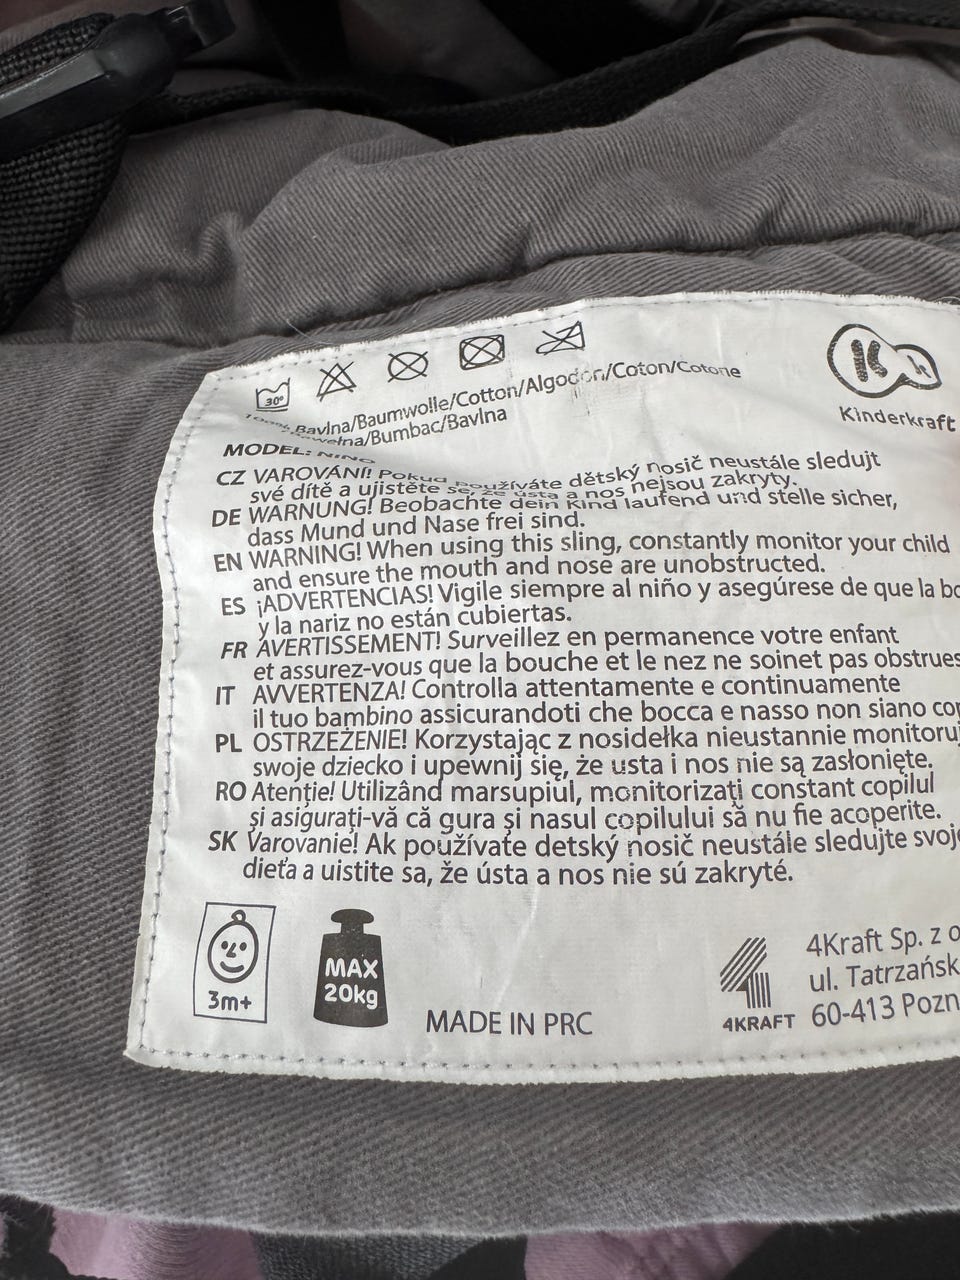 30°
100% Bavlna/Baumwolle/Cotton/Algodon/Coton/Cotone
/Bumbac/Bavlna
Kinderkraft
MODEL: NINO
CZ VAROVÁNÍ! Pokud používáte dětský nosič neustále sledujt
své dítě a ujistěte se, že ústa a nos nejsou zakryty.
DE WARNUNG! Beobachte dein Kind laufend und stelle sicher,
dass Mund und Nase frei sind.
EN WARNING! When using this sling, constantly monitor your child
and ensure the mouth and nose are unobstructed.
ES ¡ADVERTENCIAS! Vigile siempre al niño y asegúrese de que la bo
y la nariz no están cubiertas.
FR AVERTISSEMENT! Surveillez en permanence votre enfant
et assurez-vous que la bouche et le nez ne soinet pas obstrues
IT AVVERTENZA! Controlla attentamente e continuamente
il tuo bambino assicurandoti che bocca e nasso non siano cop
PL OSTRZEŻENIE! Korzystając z nosidełka nieustannie monitoruj
swoje dziecko i upewnij się, że usta i nos nie są zasłonięte.
RO Atenție! Utilizând marsupiul, monitorizați constant copilul
și asigurați-vă că gura și nasul copilului să nu fie acoperite.
SK Varovanie! Ak používate detský nosič neustále sledujte svoje
dieťa a uistite sa, že ústa a nos nie sú zakryté.
3m+
MAX
20kg
MADE IN PRC
4KRAFT
4Kraft Sp. z o
ul. Tatrzańsk
60-413 Pozn